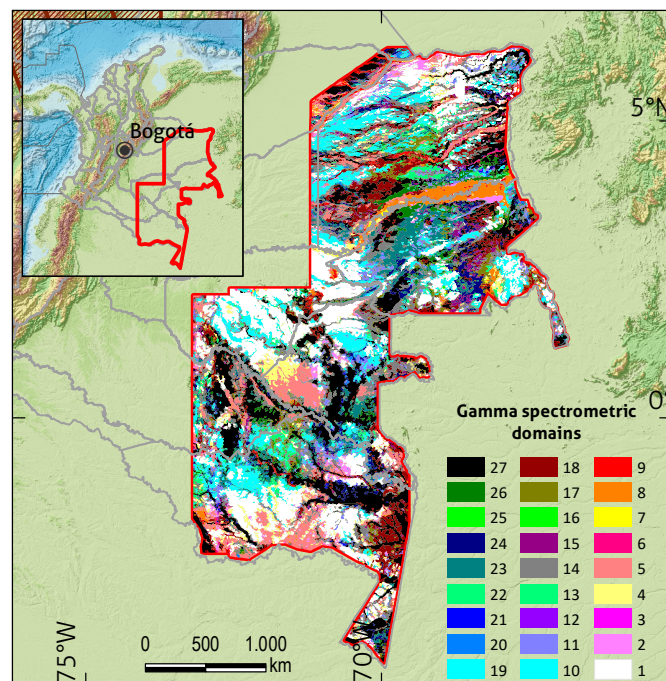 Bogotá
5°N
0°
Gamma spectrometric
domains
27 18 9
26 17 8
25 16 7
24 15 6
23 14 5
22 13 4
21 12 3
20 11 2
19 10 1
0 500 1.000
km
75°W
70°